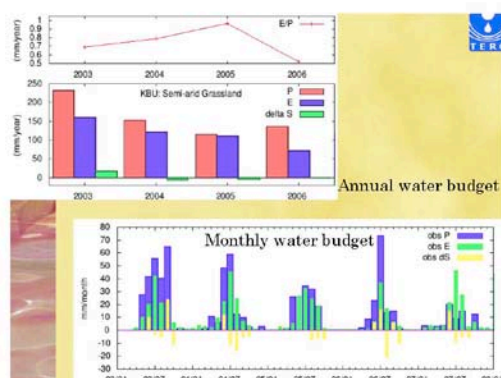 E/P
(mm/year)
1
0.9
0.8
0.7
0.6
0.5
2003 2004 2005 2006
TERC
KBU: Semi-arid Grassland
P
E
delta S
(mm/year)
250
200
150
100
50
0
2003 2004 2005 2006
Annual water budget
Monthly water budget
obs P
obs E
obs dS
mm/month
80
70
60
50
40
30
20
10
0
-10
-20
-30